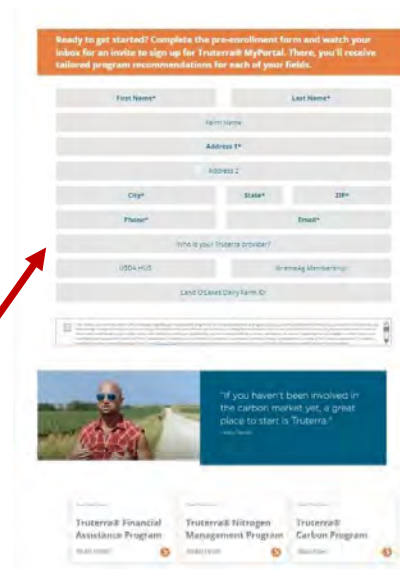 Ready to get started? Complete the pre-enrollment form and watch your
inbox for an invite to sign up for Truterra® MyPortal. There, you'll receive
tailored program recommendations for each of your fields.
First Name* Last Name*
Farm Name
Address 1*
Address 2
City* State* ZIP*
Phone* Email*
Who is your Truterra provider?
USDA HUS
Land O'Lakes Dairy Farm ID
"If you haven't been involved in
the carbon market yet, a great
place to start is Truterra."
Truterra® Financial
Assistance Program
Truterra® Nitrogen
Management Program
Truterra®
Carbon Program